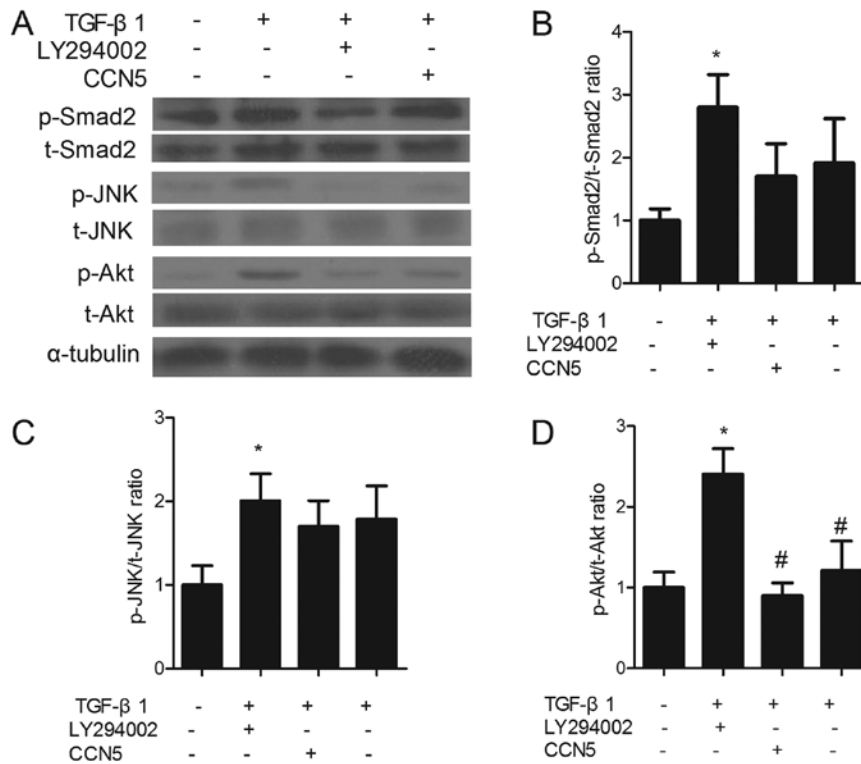 A
TGF-β 1 - + + +
LY294002 - - + -
CCN5 - - - +
p-Smad2
t-Smad2
p-JNK
t-JNK
p-Akt
t-Akt
α-tubulin
B
p-Smad2/t-Smad2 ratio
4
3
2
1
0
*
TGF-β 1 - + + +
LY294002 - + - -
CCN5 - - + -
C
p-JNK/t-JNK ratio
3
2
1
0
*
TGF-β 1 - + + +
LY294002 - + - -
CCN5 - - + -
D
p-Akt/t-Akt ratio
3
2
1
0
*
#
#
TGF-β 1 - + + +
LY294002 - + - -
CCN5 - - + -